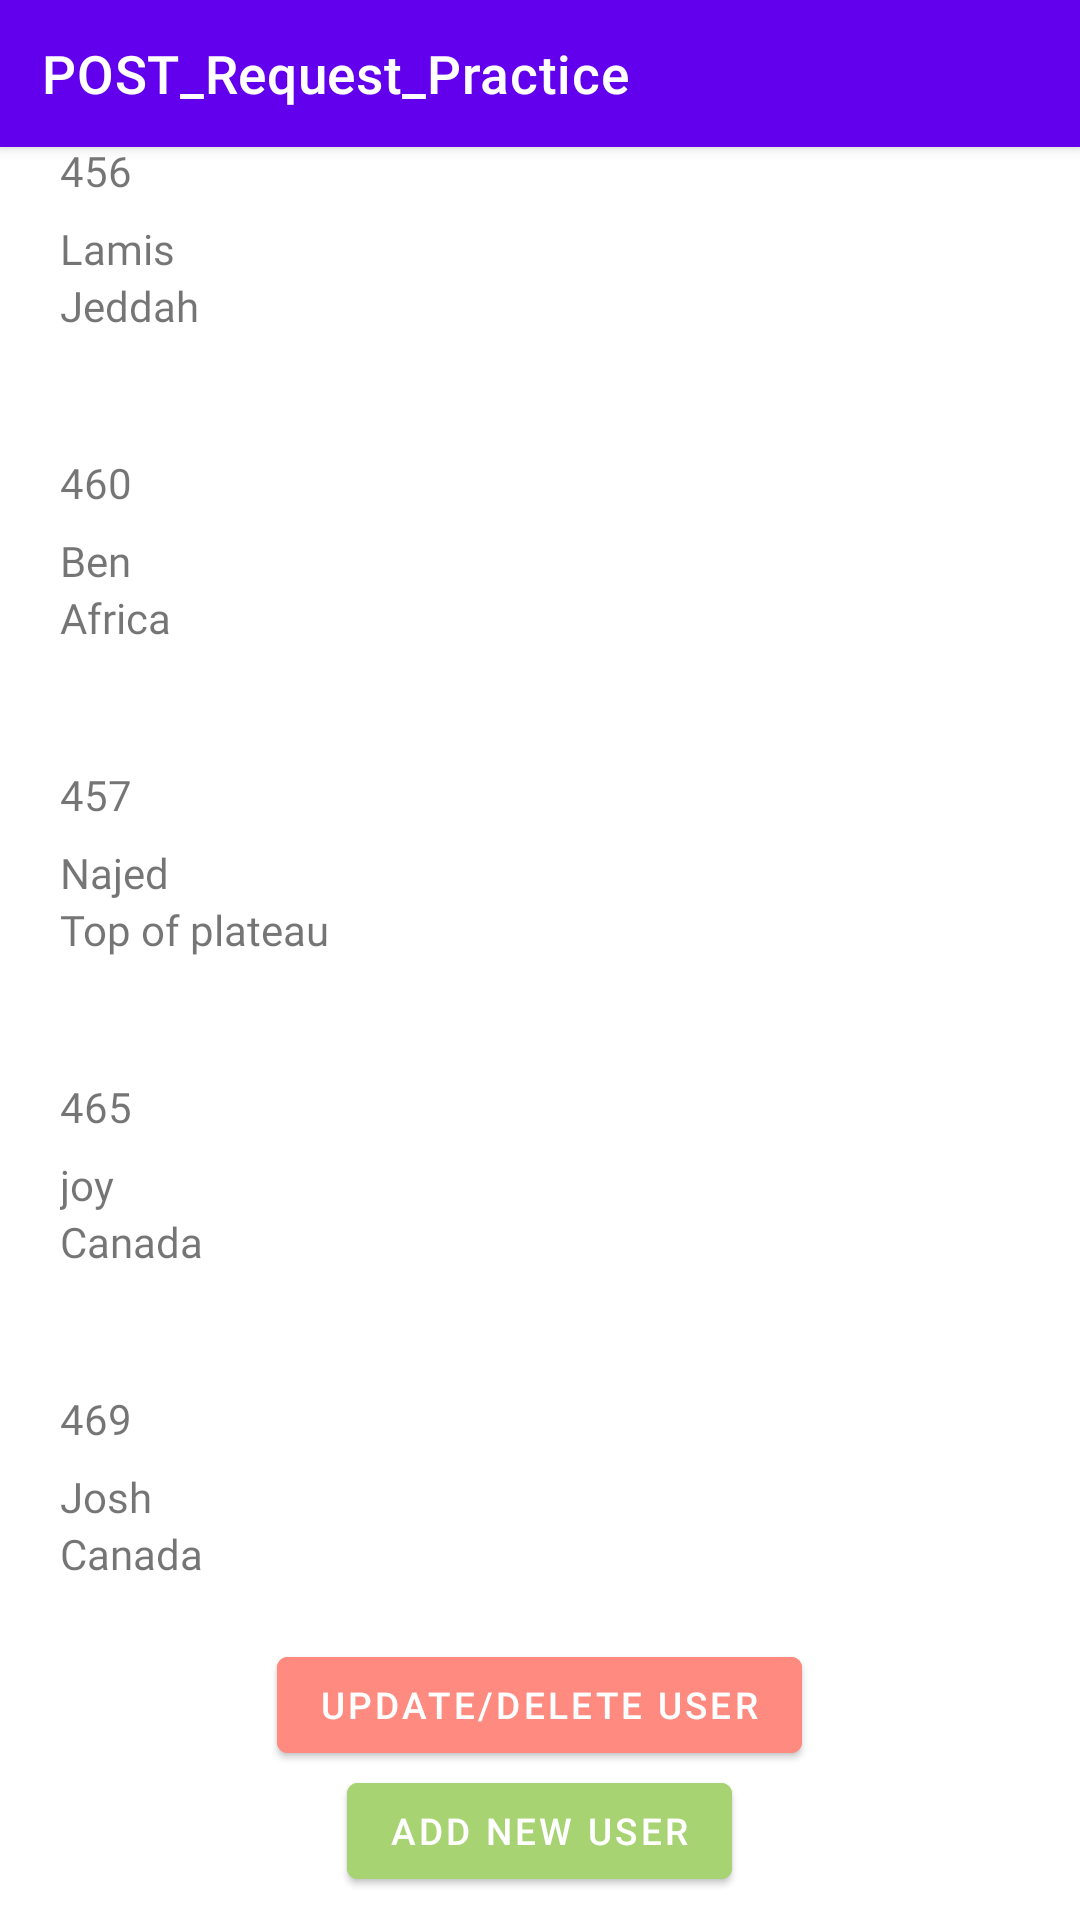 POST_Request_Practice
456
Lamis
Jeddah
460
Ben
Africa
457
Najed
Top of plateau
465
joy
Canada
469
Josh
Canada
UPDATE/DELETE USER
ADD NEW USER